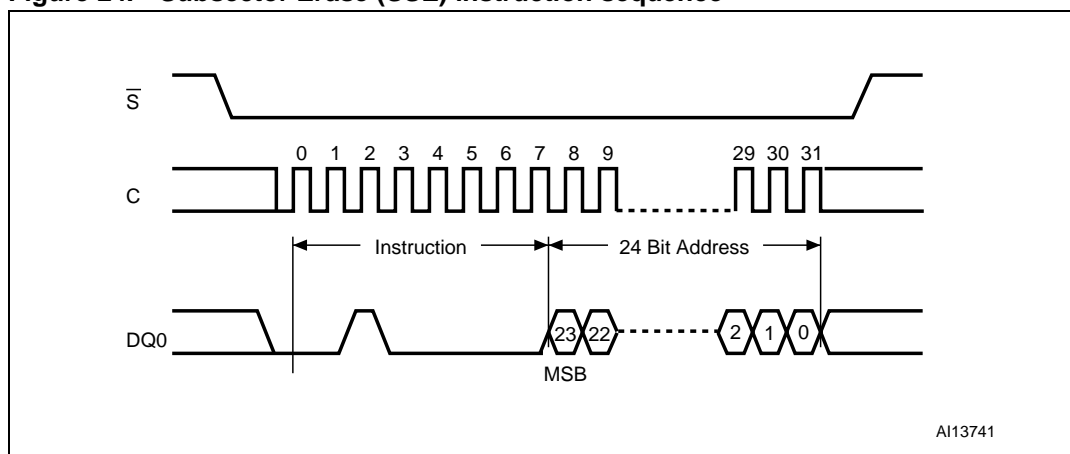 Figure 24. Subsector Erase (SSE) instruction sequence
S
0 1 2 3 4 5 6 7 8 9 29 30 31
C
Instruction 24 Bit Address
DQ0 23 22 2 1 0
MSB
AI13741